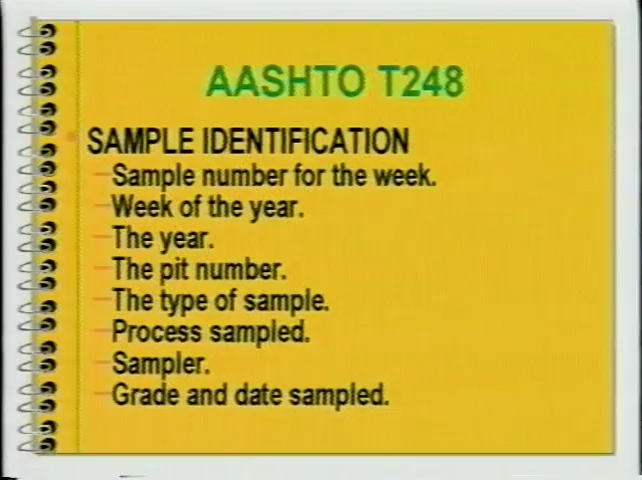 AASHTO T248
SAMPLE IDENTIFICATION
–Sample number for the week.
–Week of the year.
–The year.
–The pit number.
–The type of sample.
–Process sampled.
–Sampler.
–Grade and date sampled.